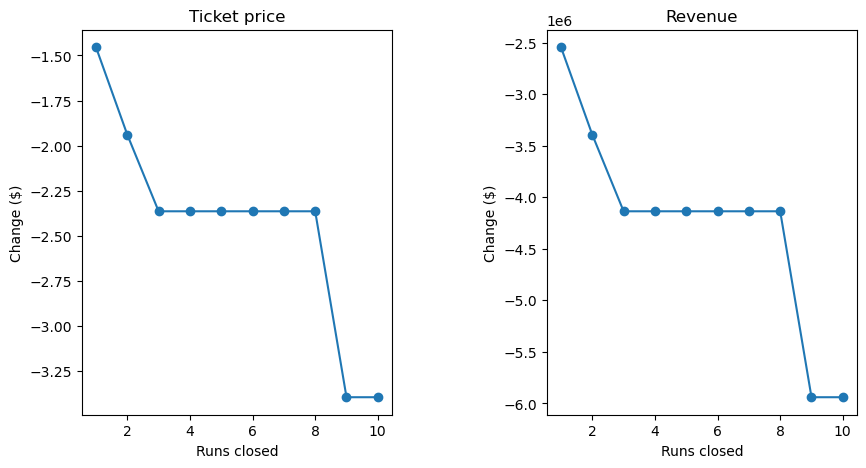 Ticket price
−1.50
−1.75
−2.00
−2.25
−2.50
−2.75
−3.00
−3.25
Change ($)
2 4 6 8 10
Runs closed
Revenue
1e6
−2.5
−3.0
−3.5
−4.0
−4.5
−5.0
−5.5
−6.0
Change ($)
2 4 6 8 10
Runs closed